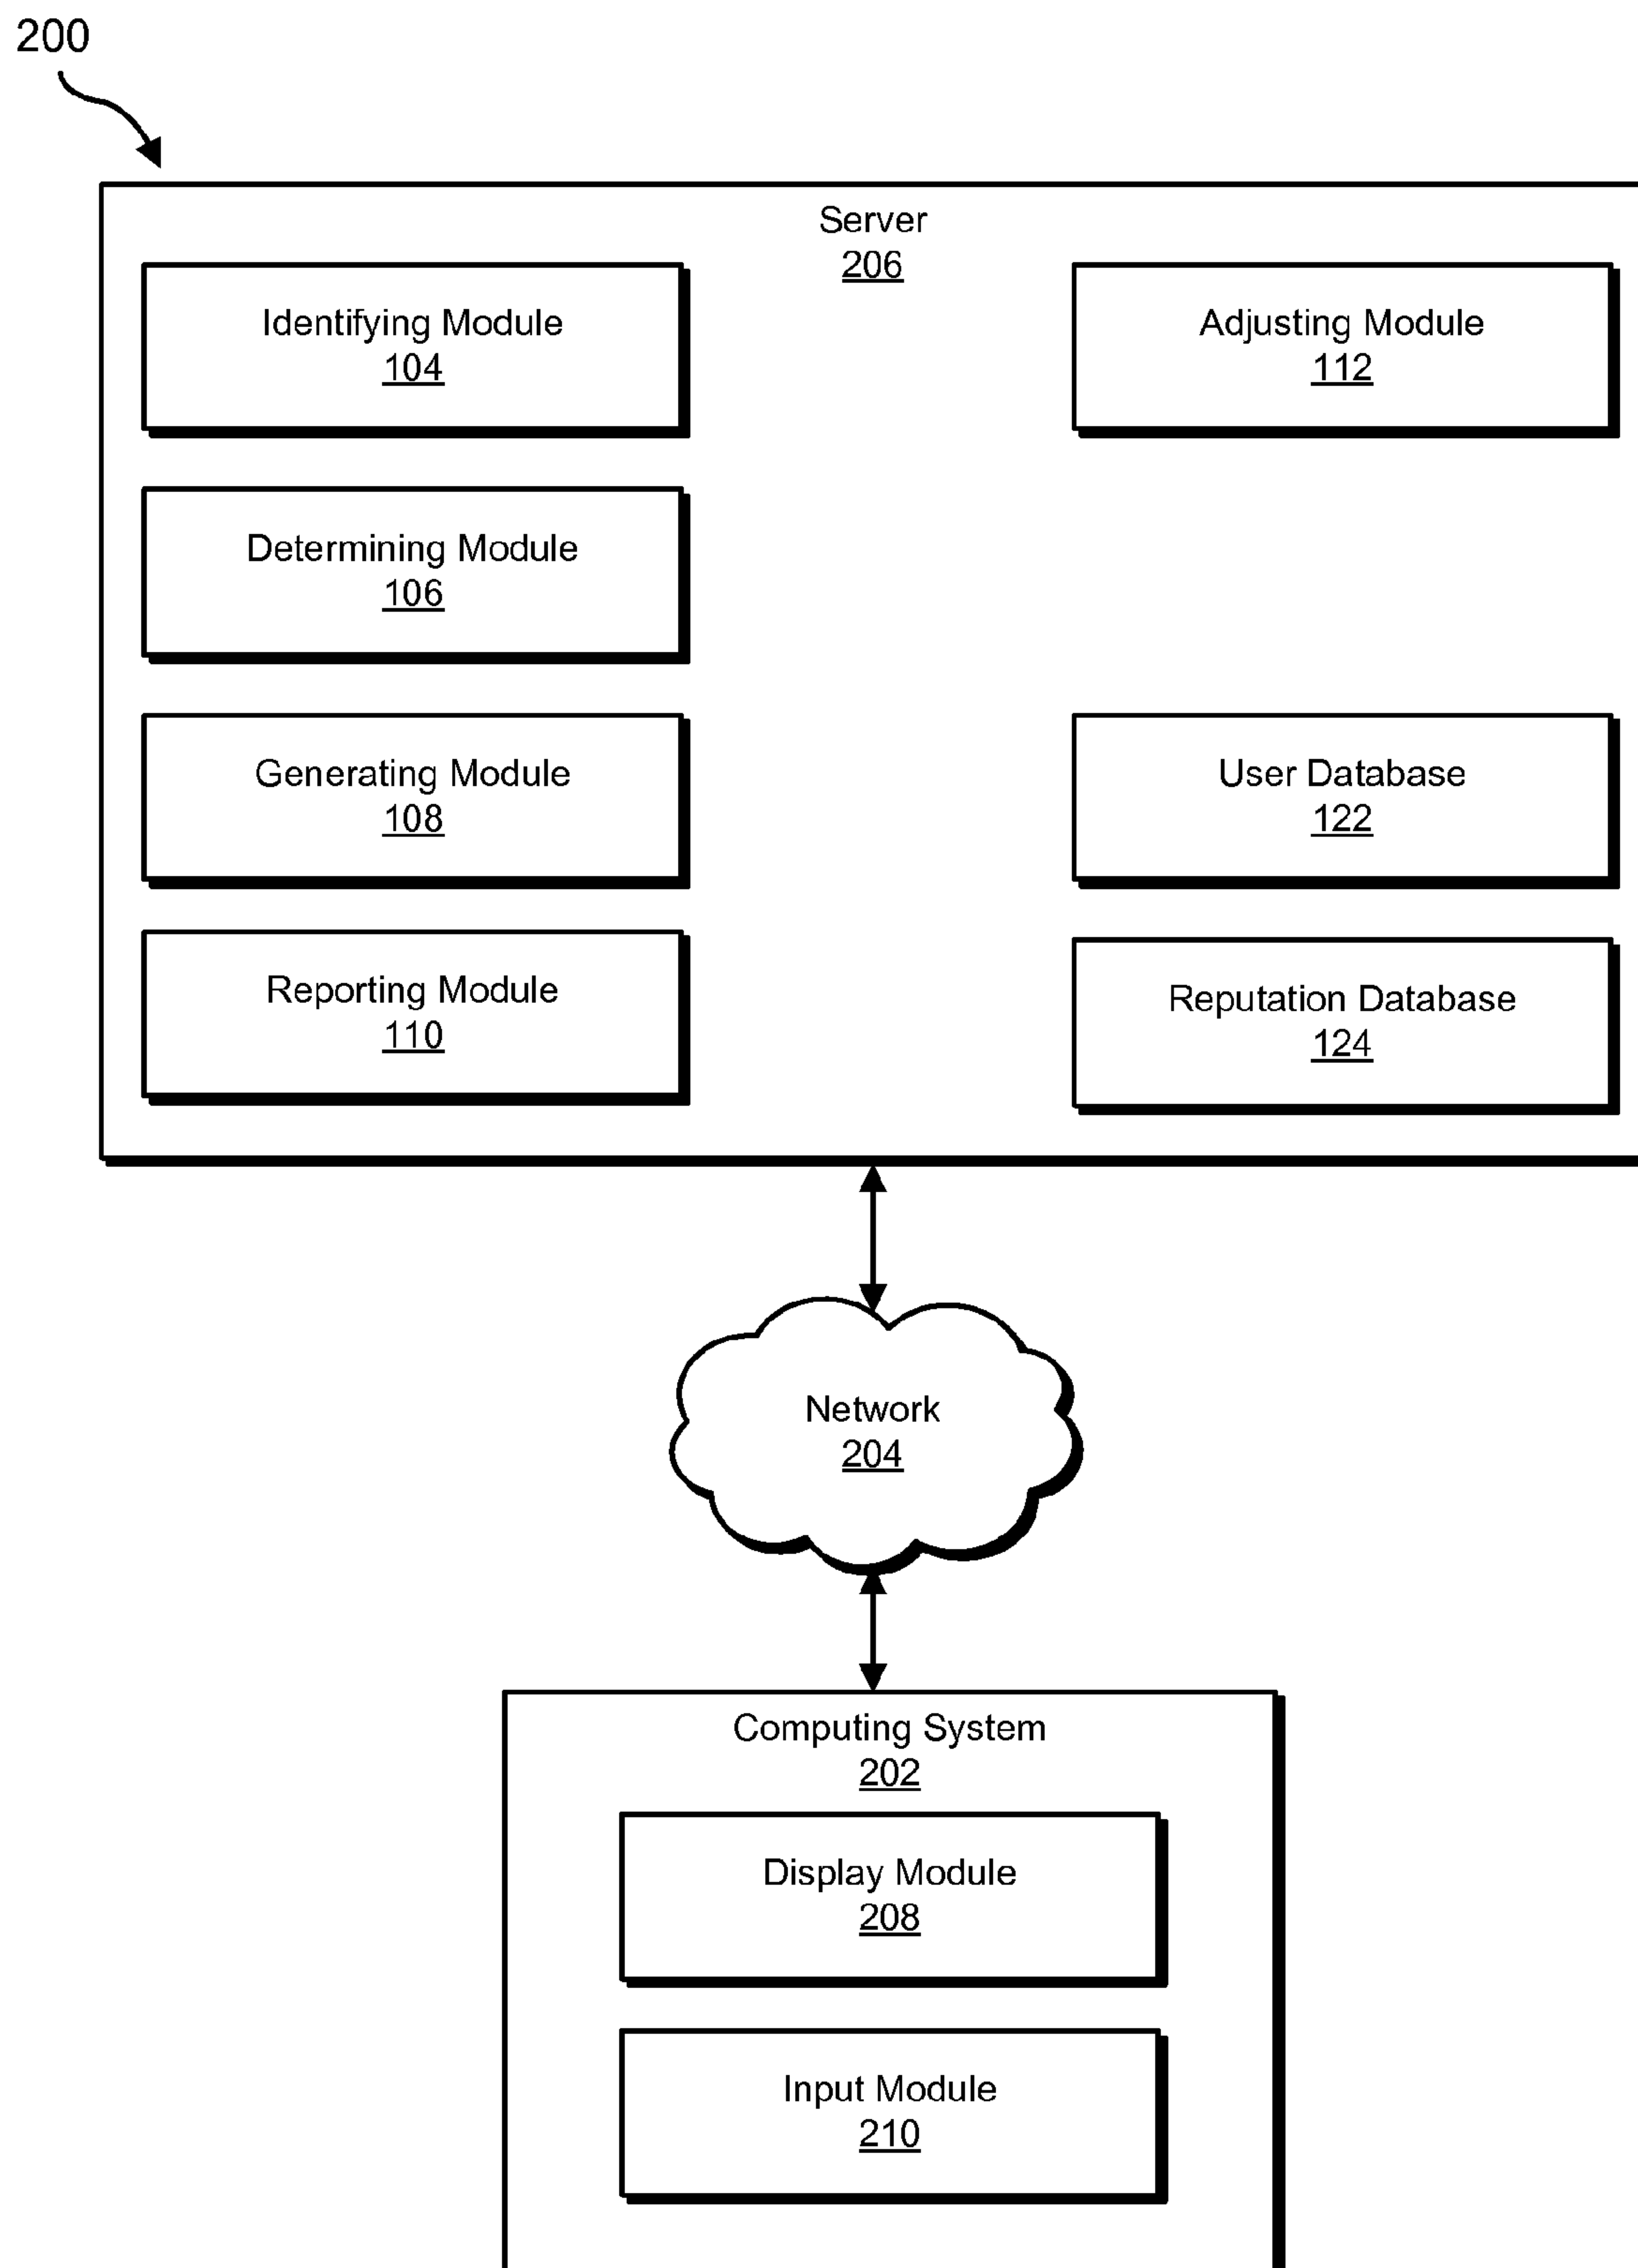 200
Server
206
Identifying Module
104
Adjusting Module
112
Determining Module
106
Generating Module
108
User Database
122
Reporting Module
110
Reputation Database
124
Network
204
Computing System
202
Display Module
208
Input Module
210